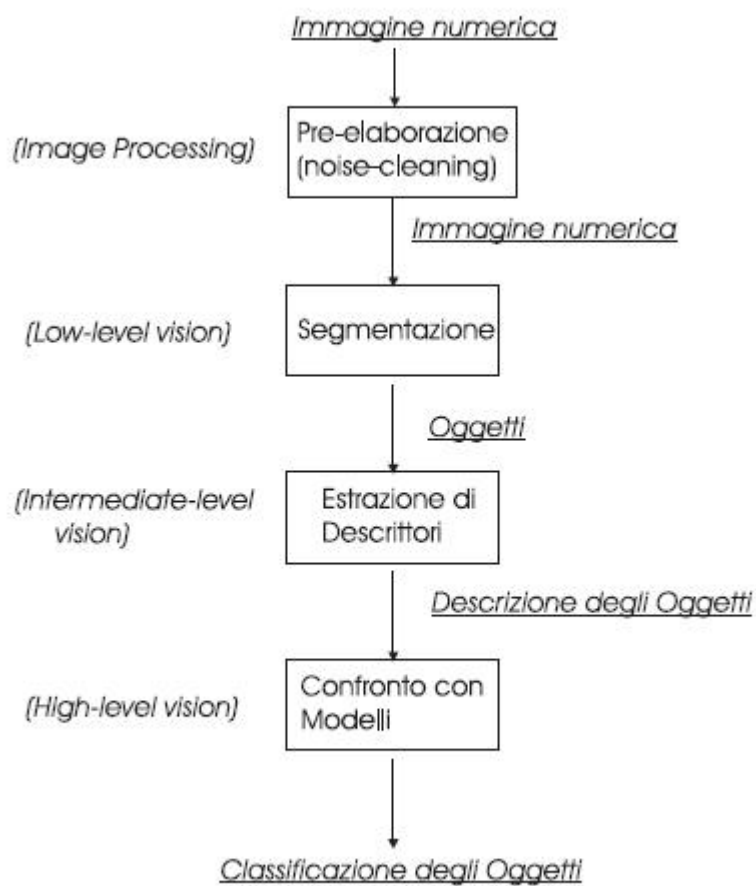 Immagine numerica
(Image Processing)
Pre-elaborazione
(noise-cleaning)
Immagine numerica
(Low-level vision)
Segmentazione
Oggetti
(Intermediate-level
vision)
Estrazione di
Descrittori
Descrizione degli Oggetti
(High-level vision)
Confronto con
Modelli
Classificazione degli Oggetti